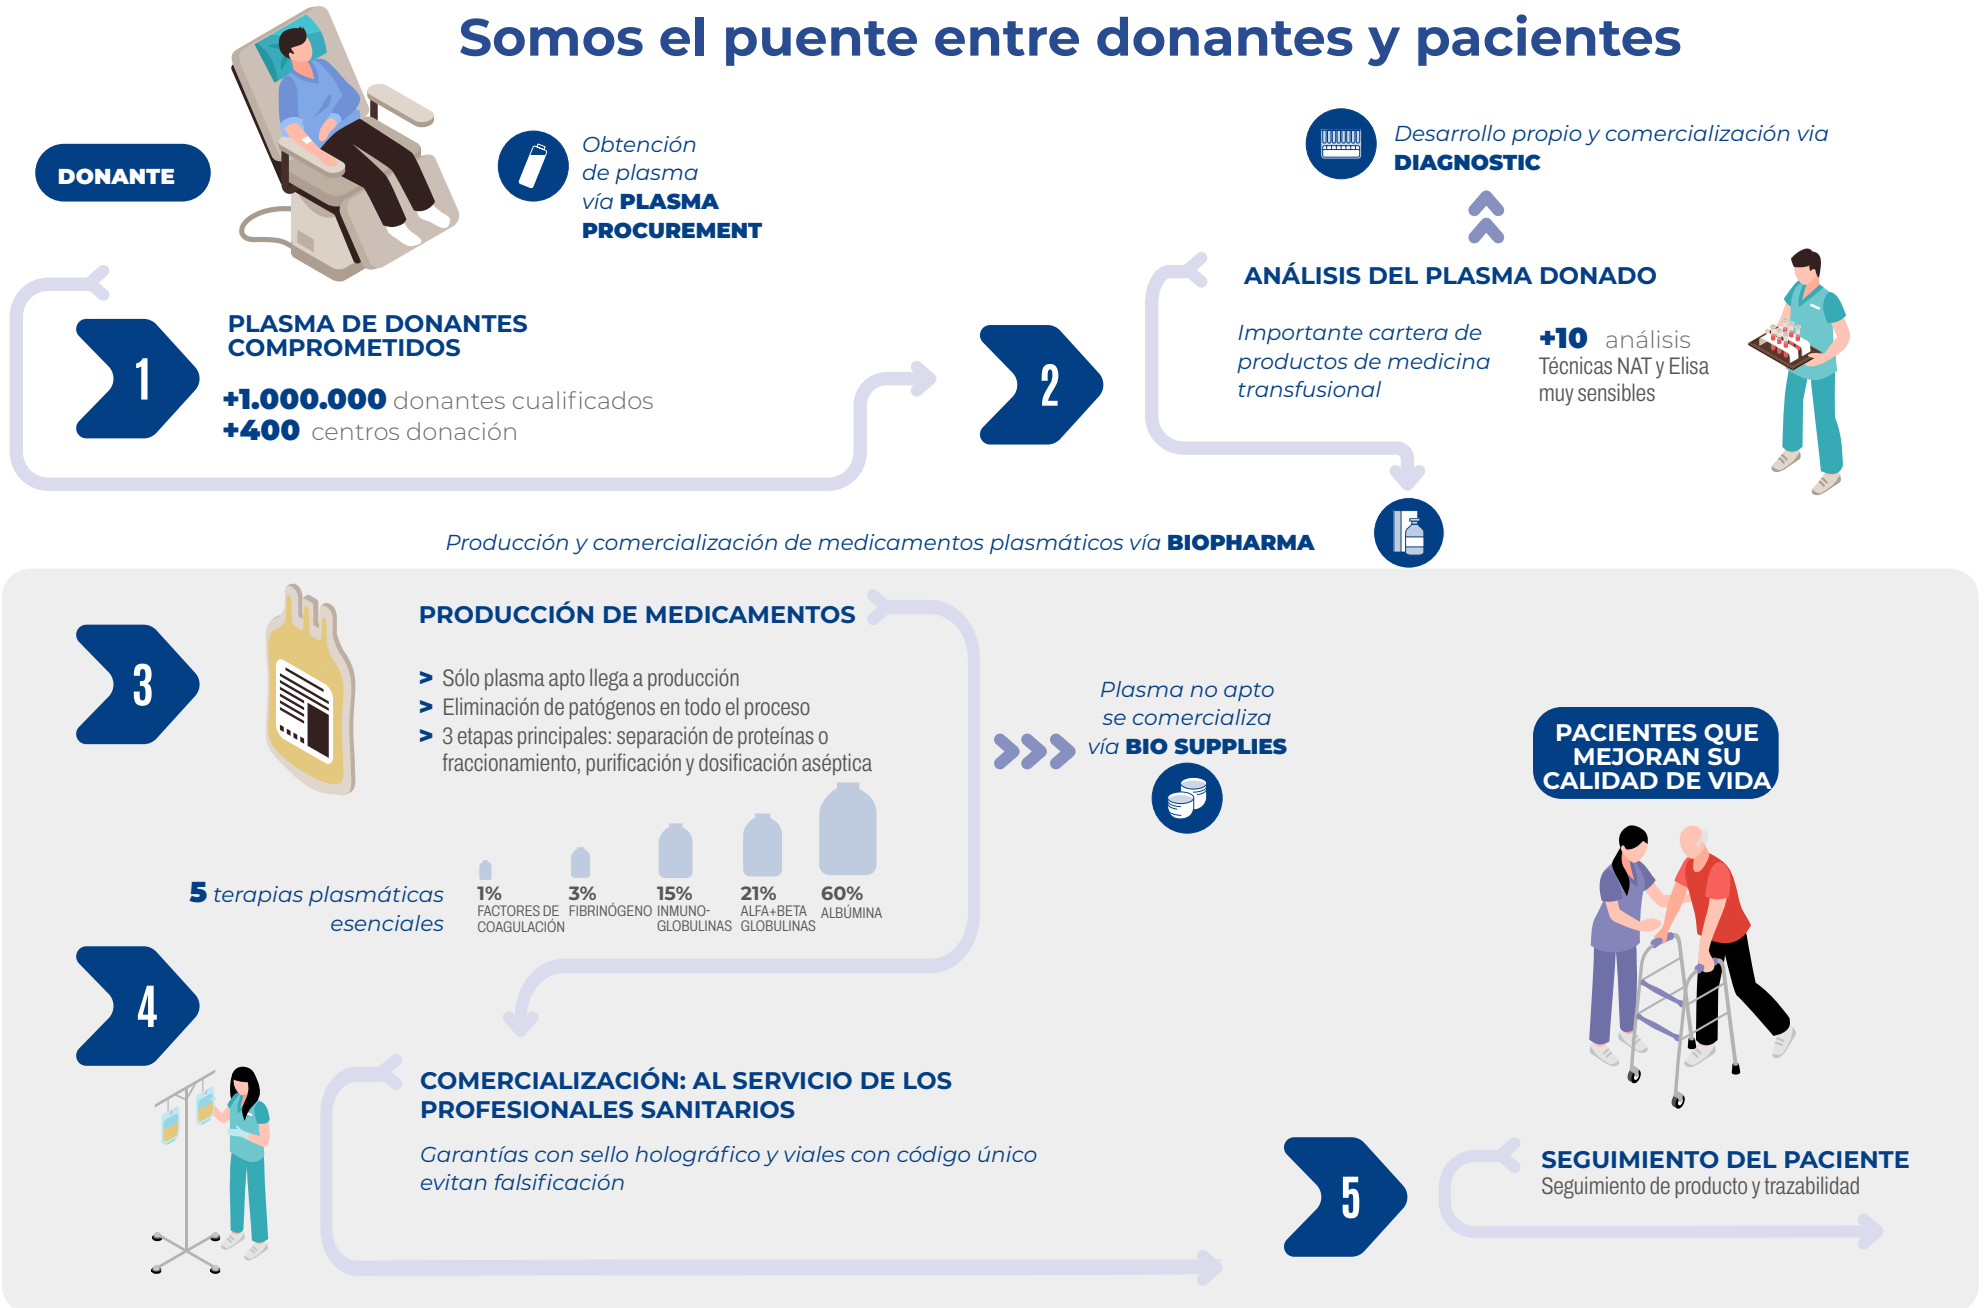 Somos el puente entre donantes y pacientes
DONANTE
Obtención
de plasma
vía PLASMA
PROCUREMENT
1
PLASMA DE DONANTES
COMPROMETIDOS
+1.000.000 donantes cualificados
+400 centros donación
Desarrollo propio y comercialización via
DIAGNOSTIC
2
ANÁLISIS DEL PLASMA DONADO
Importante cartera de
productos de medicina
transfusional
+10 análisis
Técnicas NAT y Elisa
muy sensibles
Producción y comercialización de medicamentos plasmáticos vía BIOPHARMA
3
PRODUCCIÓN DE MEDICAMENTOS
> Sólo plasma apto llega a producción
> Eliminación de patógenos en todo el proceso
> 3 etapas principales: separación de proteínas o
fraccionamiento, purificación y dosificación aséptica
Plasma no apto
se comercializa
vía BIO SUPPLIES
5 terapias plasmáticas
esenciales
1%
FACTORES DE
COAGULACIÓN
3%
FIBRINÓGENO
15%
INMUNO-
GLOBULINAS
21%
ALFA+BETA
GLOBULINAS
60%
ALBÚMINA
PACIENTES QUE
MEJORAN SU
CALIDAD DE VIDA
4
COMERCIALIZACIÓN: AL SERVICIO DE LOS
PROFESIONALES SANITARIOS
Garantías con sello holográfico y viales con código único
evitan falsificación
5
SEGUIMIENTO DEL PACIENTE
Seguimiento de producto y trazabilidad